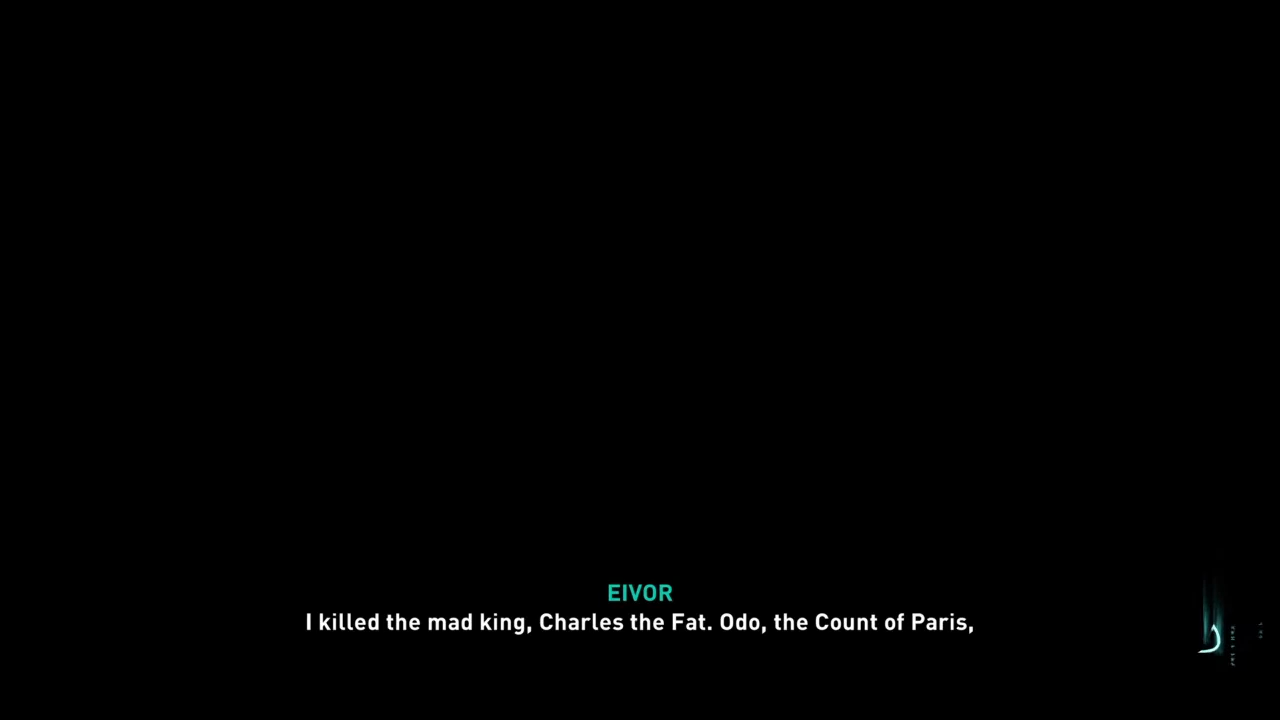 EIVOR
I killed the mad king, Charles the Fat. Odo, the Count of Paris,